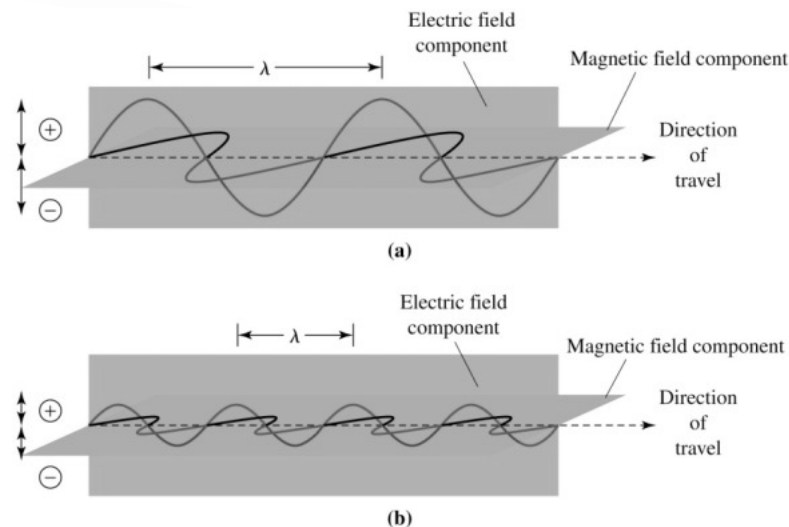 Electric field
component
Magnetic field component
λ
⊕
⊖
Direction
of
travel
(a)
Electric field
component
Magnetic field component
λ
⊕
⊖
Direction
of
travel
(b)